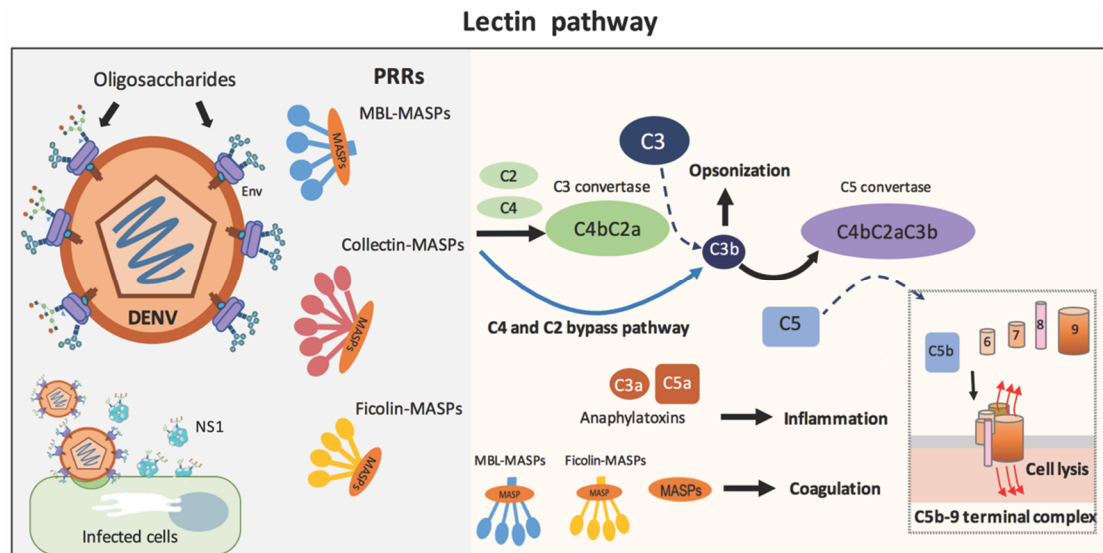 Lectin pathway
Oligosaccharides
Env
DENV
NS1
Infected cells
PRRs
MBL-MASPs
MASPs
Collectin-MASPs
MASPs
Ficolin-MASPs
MASPs
C2
C4
C3 convertase
C4bC2a
C3
Opsonization
C3b
C5 convertase
C4bC2aC3b
C4 and C2 bypass pathway
C5
C3a
C5a
Anaphylatoxins
Inflammation
MBL-MASPs
MASP
Ficolin-MASPs
MASP
MASPs
Coagulation
C5b
6
7
8
9
Cell lysis
C5b-9 terminal complex